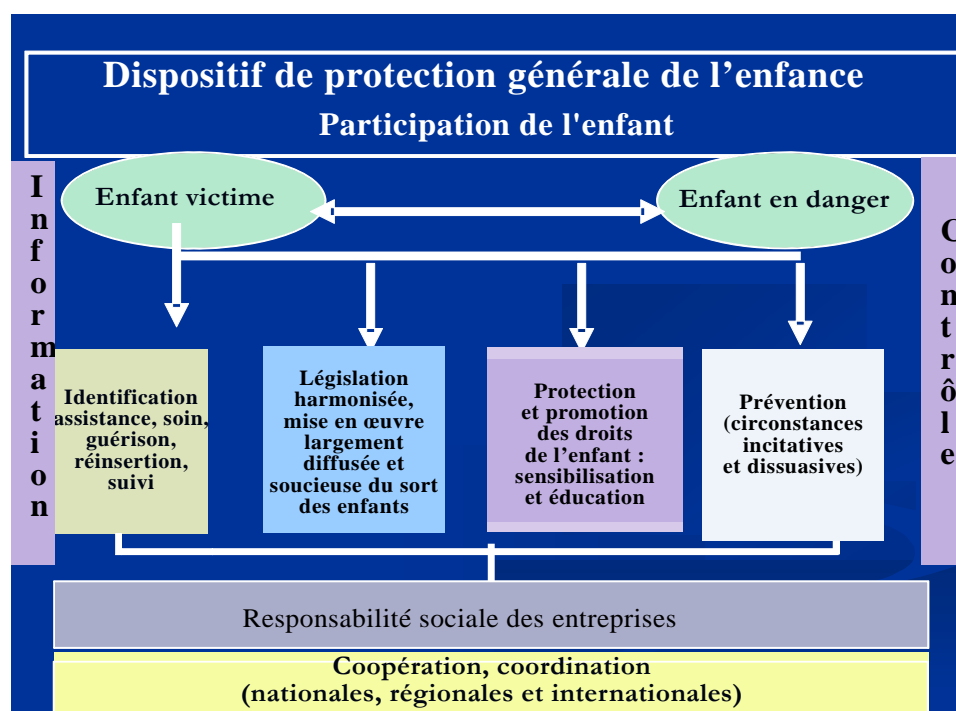 Dispositif de protection générale de l’enfance
Participation de l'enfant
Information
Enfant victime
Enfant en danger
Contrôle
Identification
assistance, soin,
guérison,
réinsertion,
suivi
Législation
harmonisée,
mise en œuvre
largement
diffusée et
soucieuse du sort
des enfants
Protection
et promotion
des droits
de l’enfant :
sensibilisation
et éducation
Prévention
(circonstances
incitatives
et dissuasives)
Responsabilité sociale des entreprises
Coopération, coordination
(nationales, régionales et internationales)